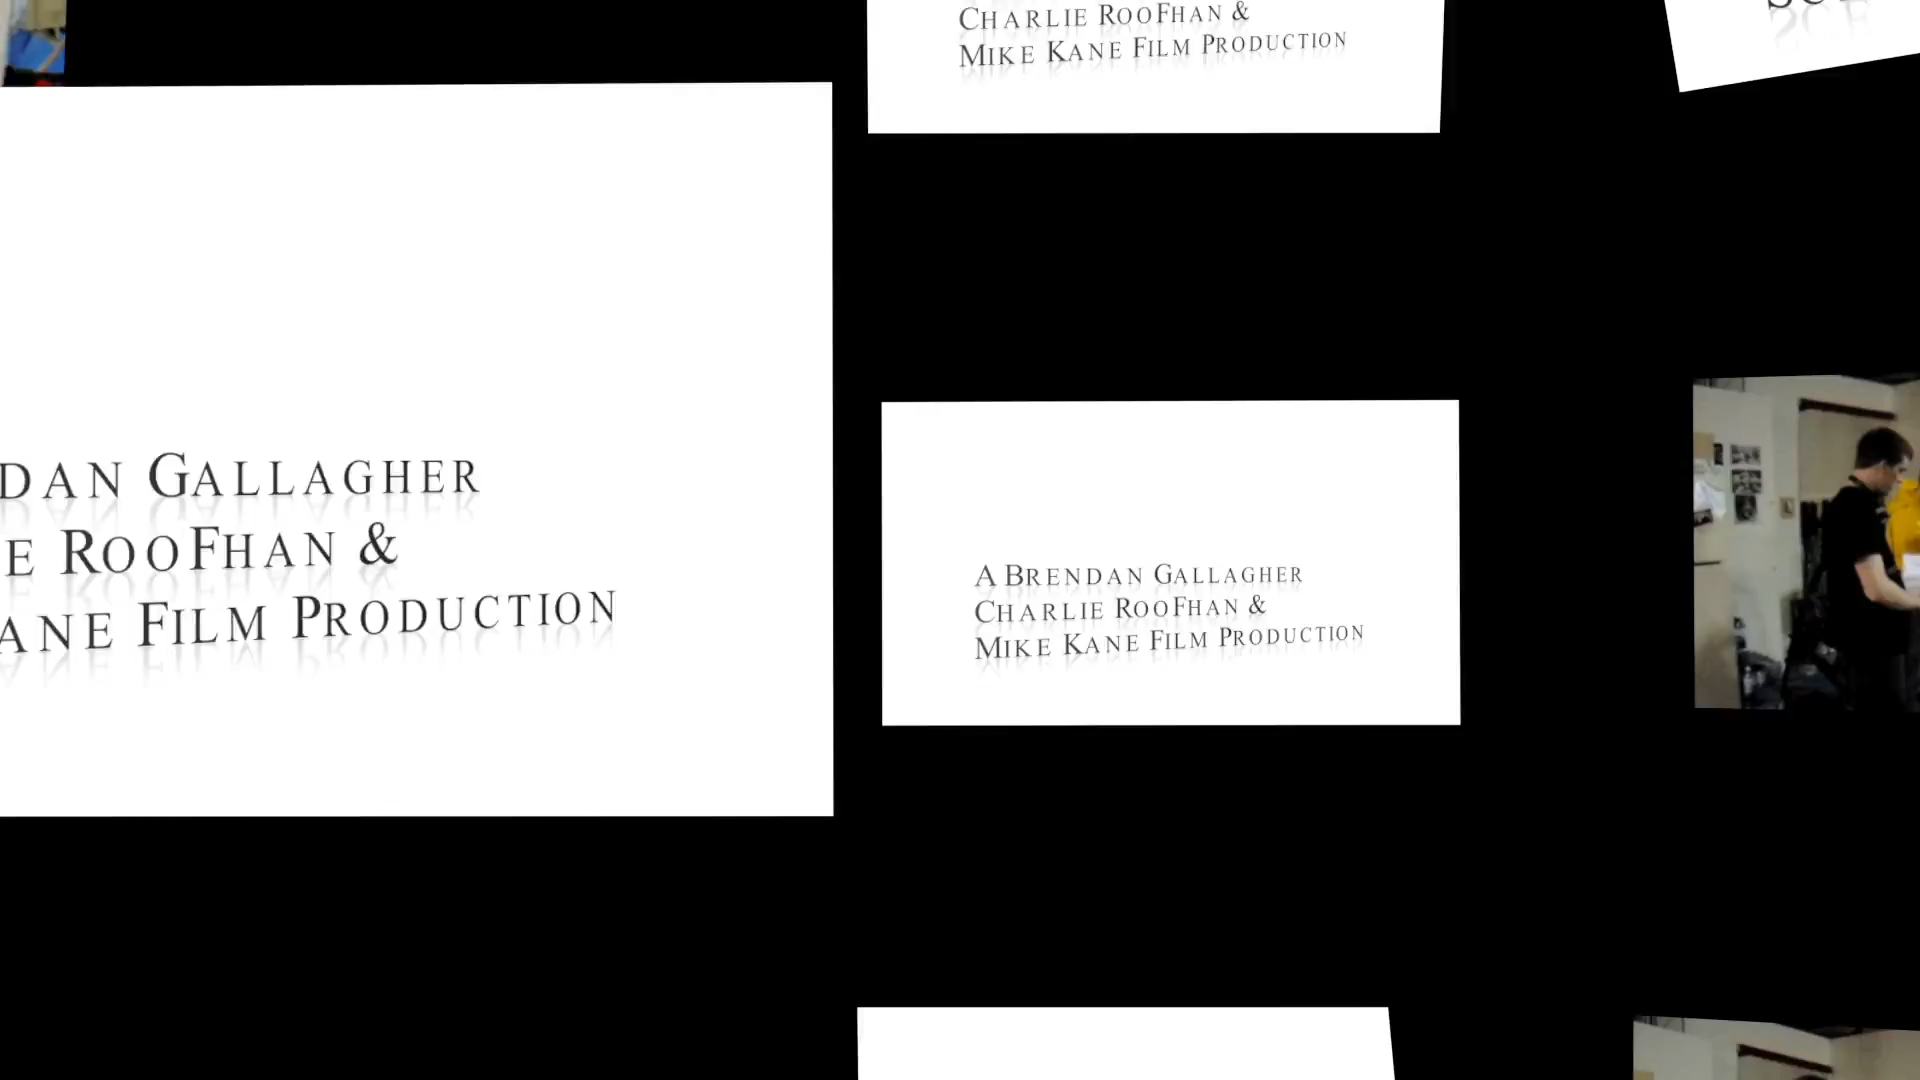 CHARLIE ROOFHAN &
MIKE KANE FILM PRODUCTION
DAN GALLAGHER
E ROOFHAN &
ANE FILM PRODUCTION
A BRENDAN GALLAGHER
CHARLIE ROOFHAN &
MIKE KANE FILM PRODUCTION